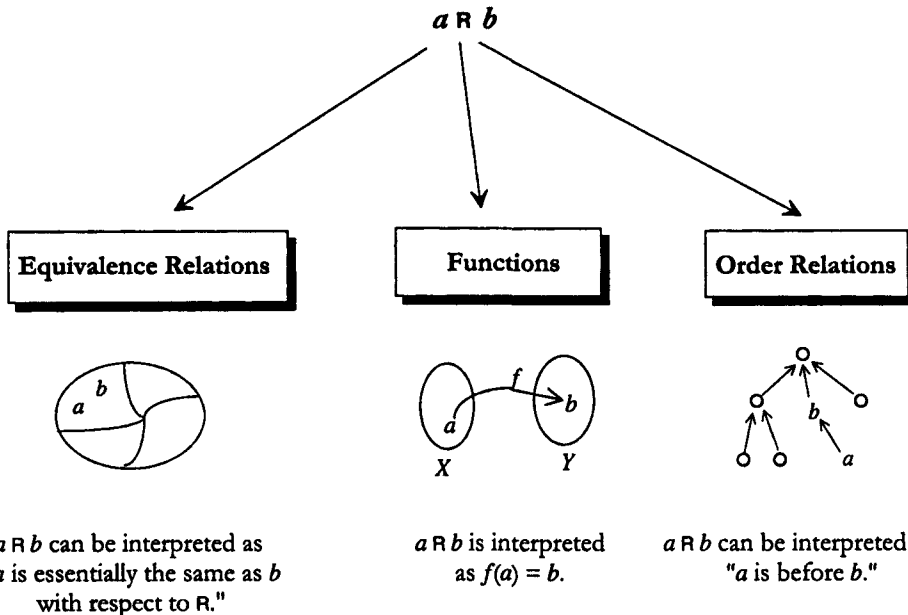 a R b
Equivalence Relations
Functions
Order Relations
a b
f
a b
X Y
b
a
a R b can be interpreted as
a is essentially the same as b
with respect to R."
a R b is interpreted
as f(a) = b.
a R b can be interpreted
"a is before b."